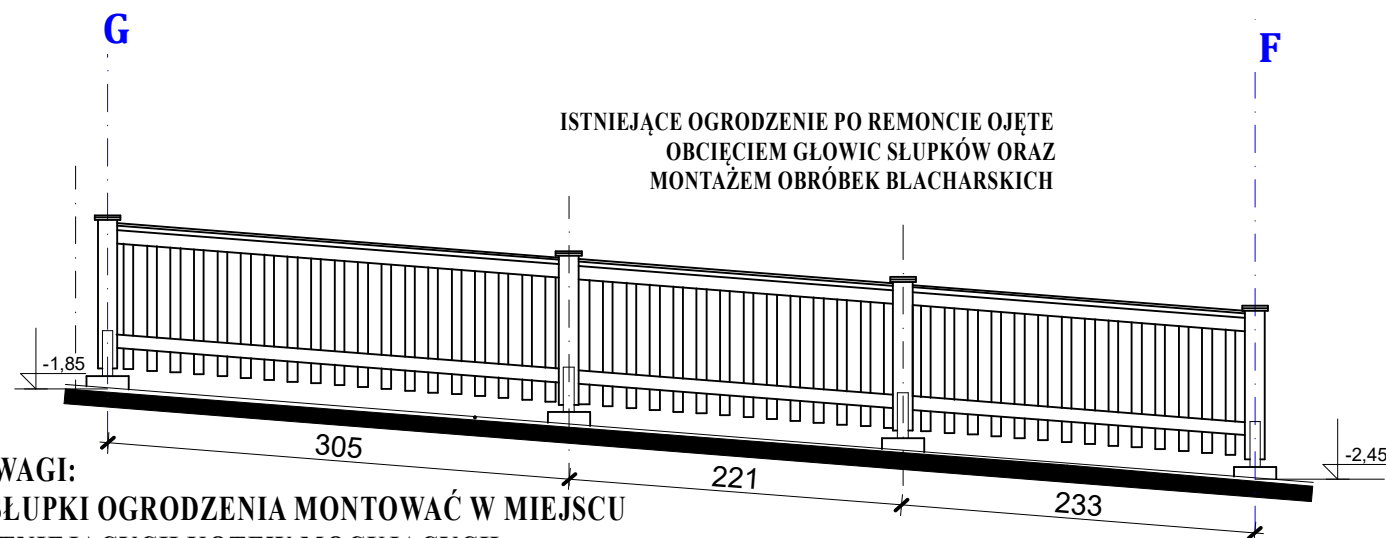 G
F
ISTNIEJĄCE OGRODZENIE PO REMONCIE OJĘTE
OBCIĘCIEM GŁOWIC SŁUPKÓW ORAZ
MONTAŻEM OBRÓBEK BLACHARSKICH
-1,85
305
221
233
-2,45
WAGI:
SŁUPKI OGRODZENIA MONTOWAĆ W MIEJSCU